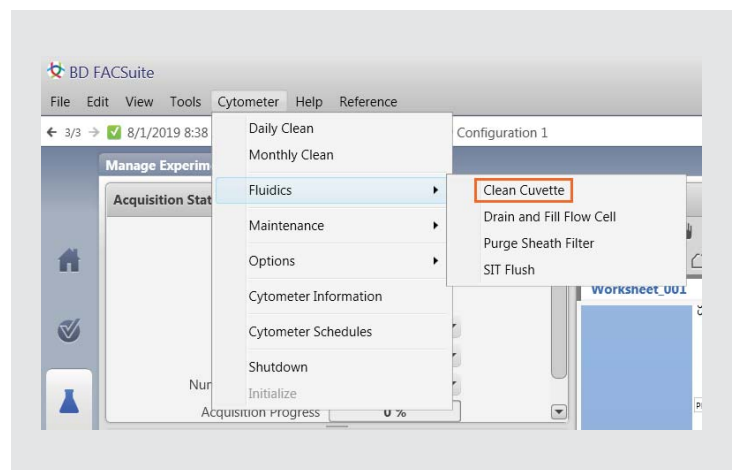 BD FACSuite
File Edit View Tools Cytometer Help Reference
3/3 8/1/2019 8:38 Configuration 1
Daily Clean
Monthly Clean
Manage Experim
Acquisition Stat
Fluidics
Clean Cuvette
Drain and Fill Flow Cell
Maintenance
Purge Sheath Filter
Options
SIT Flush
Worksheet_001
Cytometer Information
Cytometer Schedules
Shutdown
Nur
Initialize
Acquisition Progress 0 %